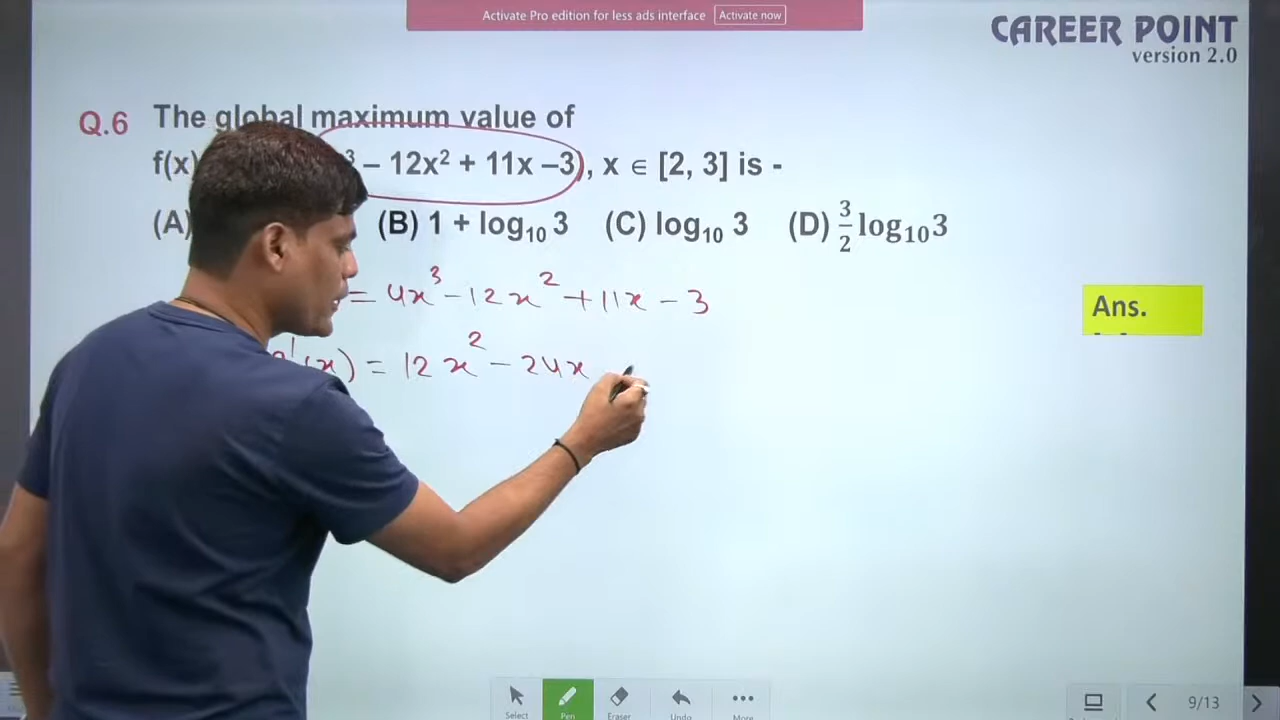 Activate Pro edition for less ads interface Activate now
CAREER POINT
version 2.0
Q.6 The global maximum value of
f(x) ³ – 12x² + 11x –3), x ∈ [2, 3] is -
(A) (B) 1 + log₁₀ 3 (C) log₁₀ 3 (D) 3/2 log₁₀3
= 4x³ - 12x² + 11x - 3
Ans.
g'(x) = 12x² - 24x
Select Pen Eraser Undo More 9/13